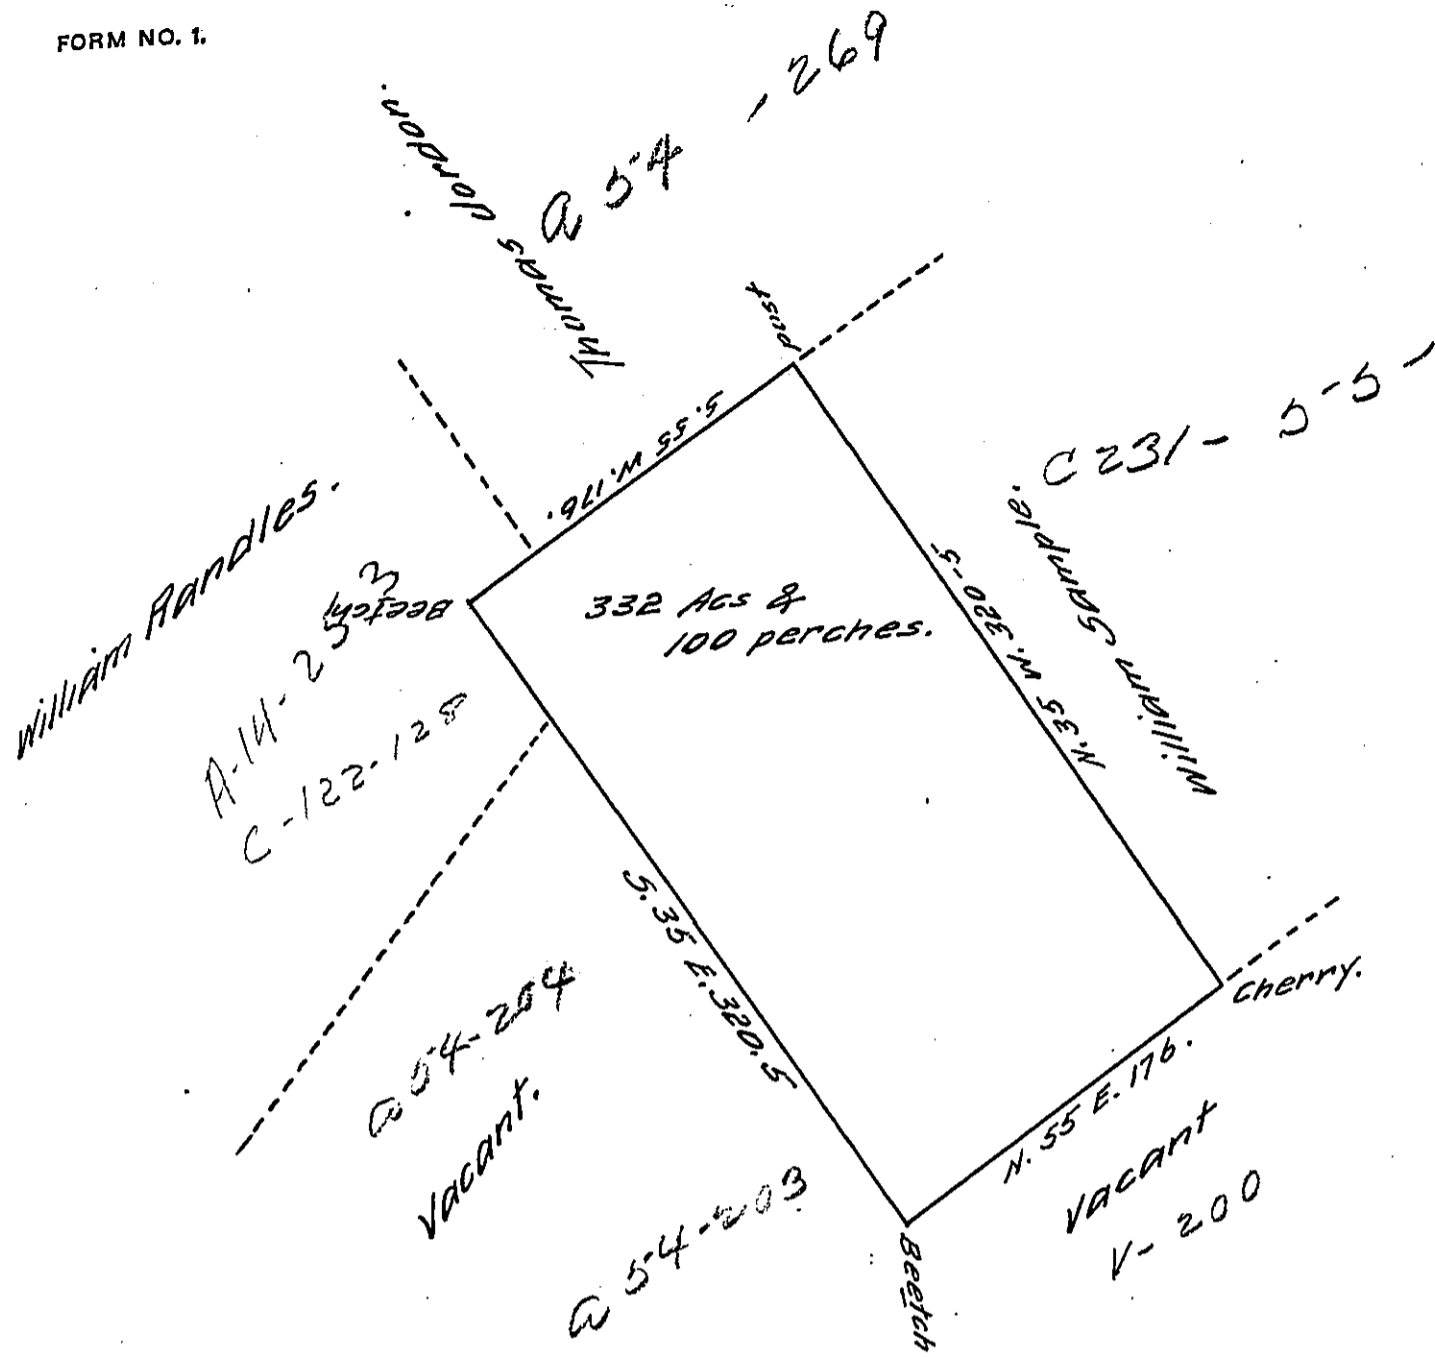 FORM NO. 1.
a 54 - 269
Thomas Jordon.
post
S. 55 W. 176.
C 231 - 5-5-
William Sample.
N. 35 W. 320-5
William Randles.
Beetch
A-14-253
C-122-128
332 Acs &
100 perches.
S. 35 E. 320.5
a 54-204
Vacant.
a 54-203
Cherry.
N. 55 E. 176.
Vacant
V-200
Beetch